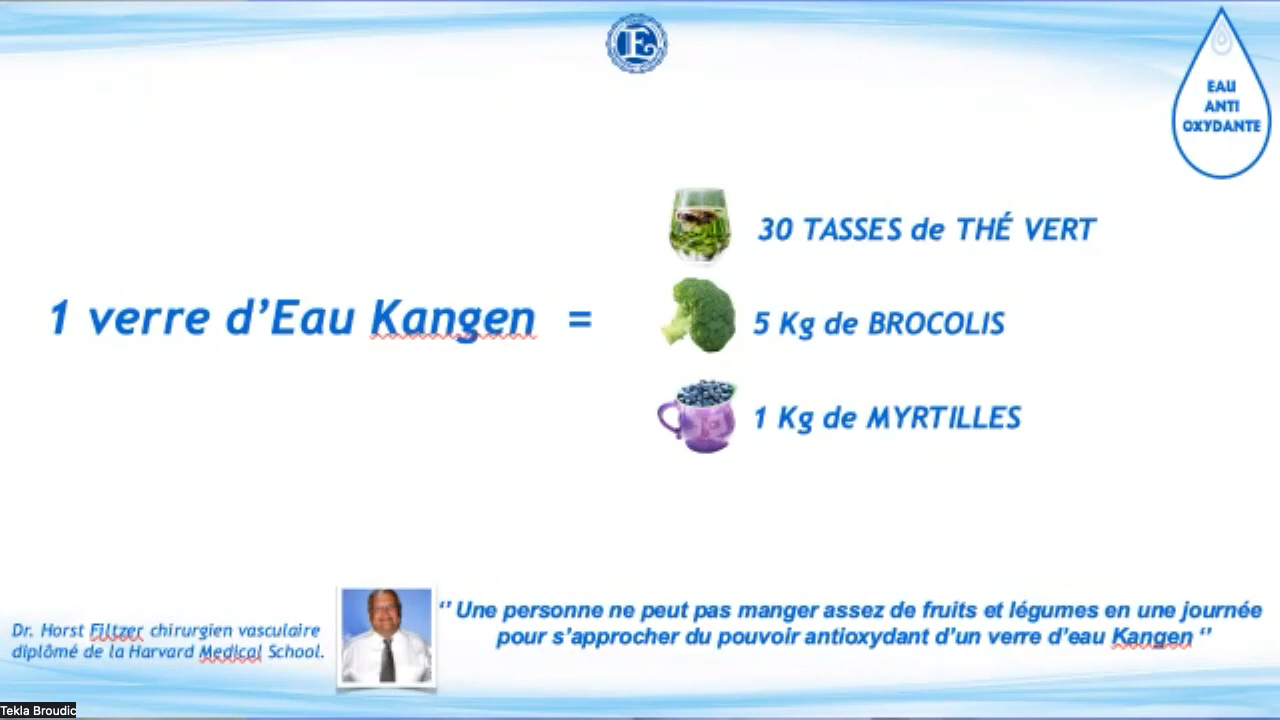 E
EAU
ANTI
OXYDANTE
30 TASSES de THÉ VERT
1 verre d'Eau Kangen =
5 Kg de BROCOLIS
1 Kg de MYRTILLES
Dr. Horst Filtzer chirurgien vasculaire
diplômé de la Harvard Medical School.
‘’ Une personne ne peut pas manger assez de fruits et légumes en une journée
pour s’approcher du pouvoir antioxydant d’un verre d’eau Kangen ‘’
Tekla Broudic